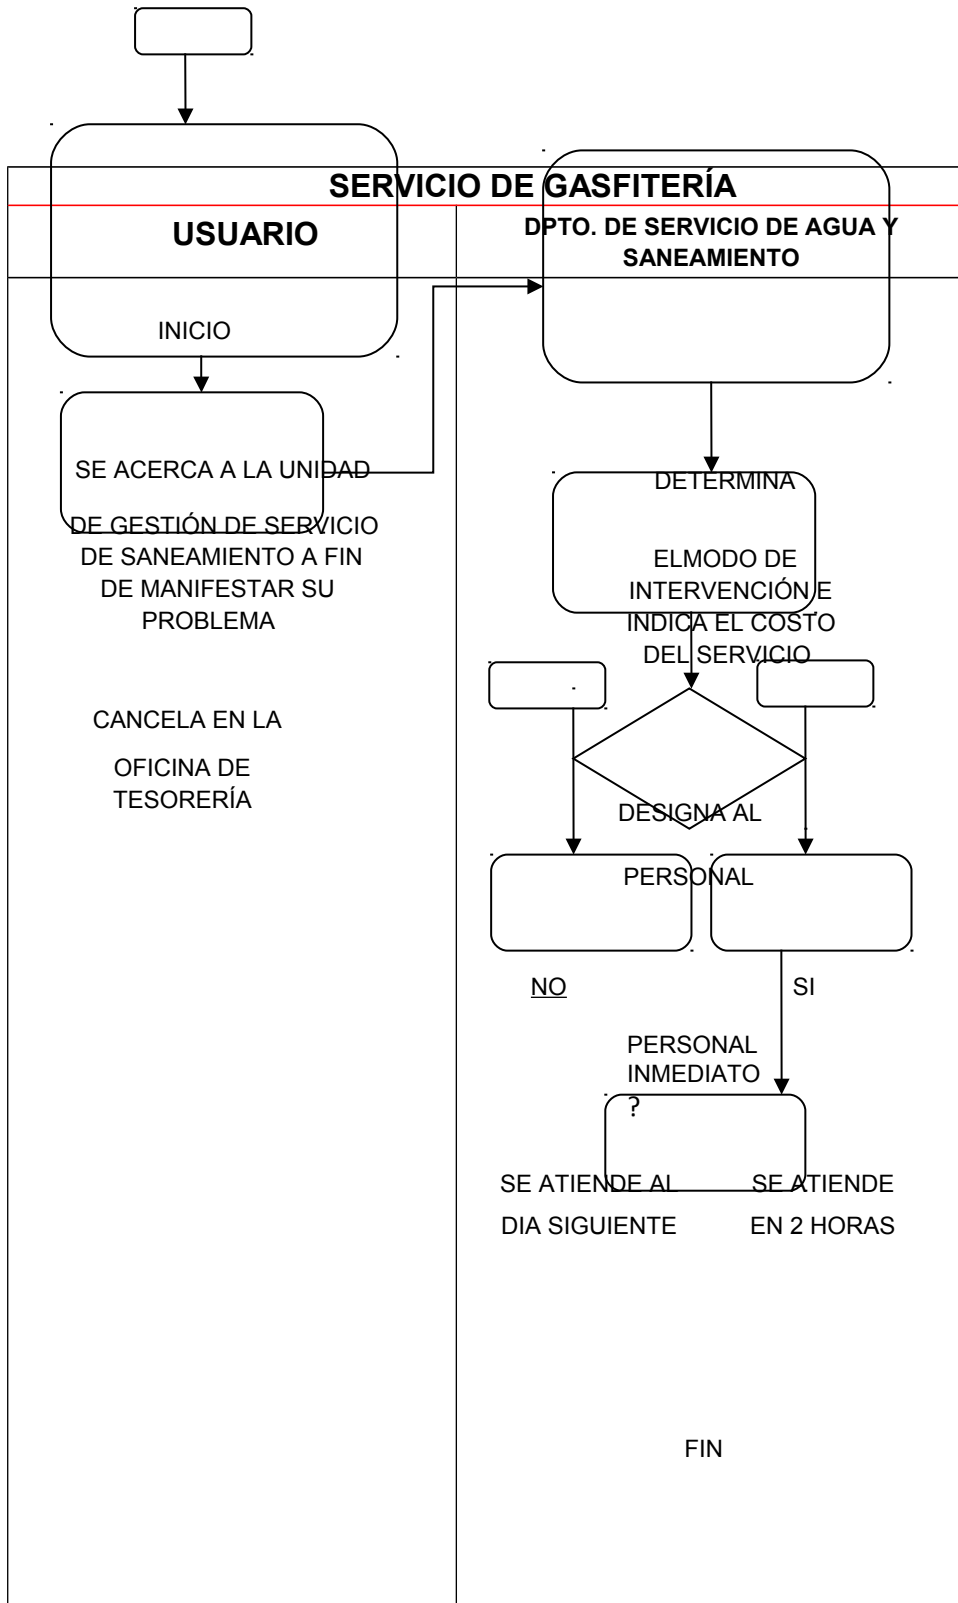 SERVICIO DE GASFITERÍA
USUARIO
DPTO. DE SERVICIO DE AGUA Y
SANEAMIENTO
INICIO
SE ACERCA A LA UNIDAD
DE GESTIÓN DE SERVICIO
DE SANEAMIENTO A FIN
DE MANIFESTAR SU
PROBLEMA
CANCELA EN LA
OFICINA DE
TESORERÍA
DETERMINA
ELMODO DE
INTERVENCIÓN E
INDICA EL COSTO
DEL SERVICIO
DESIGNA AL
PERSONAL
NO
SI
PERSONAL
INMEDIATO
?
SE ATIENDE AL
DIA SIGUIENTE
SE ATIENDE
EN 2 HORAS
FIN